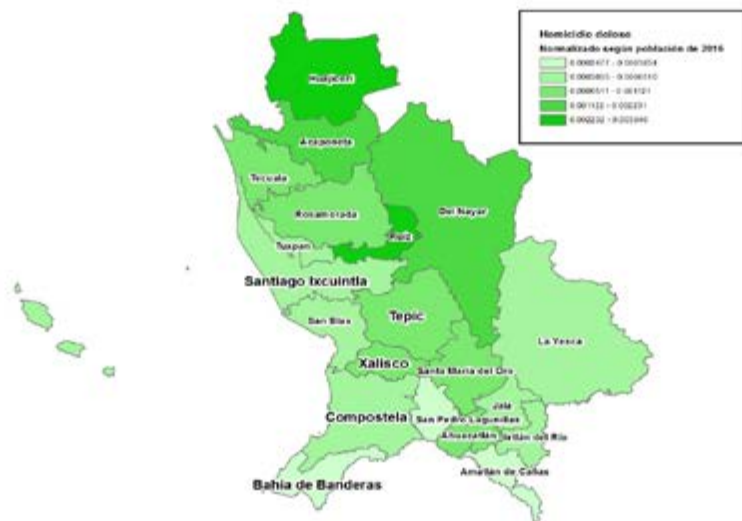 Homicidio doloso
Normalizado según población de 2016
Huajicori
Acaponeta
Tecuala
Del Nayar
Rosamorada
Ruiz
Tuxpan
Santiago Ixcuintla
San Blas
Tepic
La Yesca
Xalisco
Santa Maria del Oro
Jala
Compostela
San Pedro Lagunillas
Ahuacatlán
Ixtlán del Río
Amatlán de Cañas
Bahía de Banderas